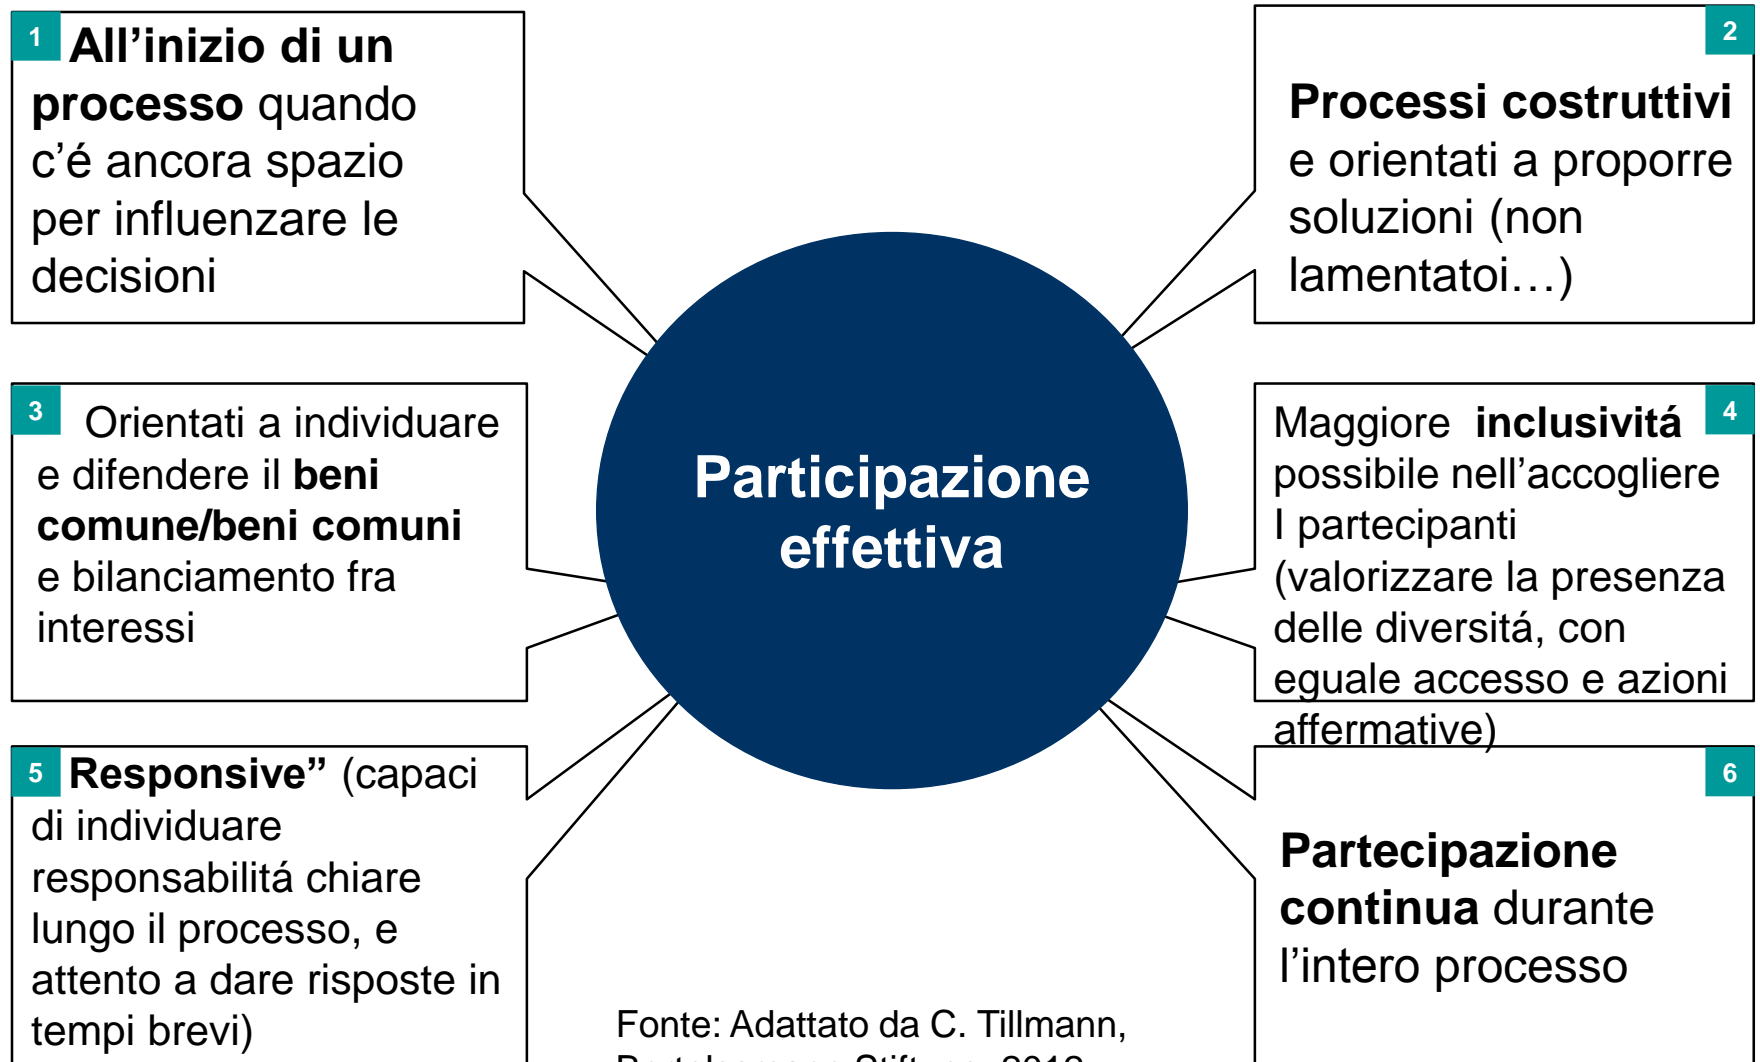 1
All’inizio di un
processo quando
c’é ancora spazio
per influenzare le
decisioni
2
Processi costruttivi
e orientati a proporre
soluzioni (non
lamentatoi…)
3
Orientati a individuare
e difendere il beni
comune/beni comuni
e bilanciamento fra
interessi
Participazione
effettiva
4
Maggiore inclusivitá
possibile nell’accogliere
I partecipanti
(valorizzare la presenza
delle diversitá, con
eguale accesso e azioni
affermative)
5
Responsive” (capaci
di individuare
responsabilitá chiare
lungo il processo, e
attento a dare risposte in
tempi brevi)
6
Partecipazione
continua durante
l’intero processo
Fonte: Adattato da C. Tillmann,